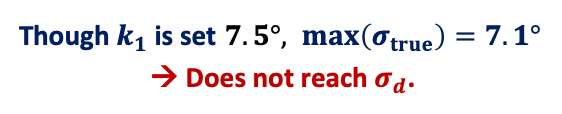 Though k₁ is set 7.5°, max(σ_true) = 7.1°
→ Does not reach σ_d.